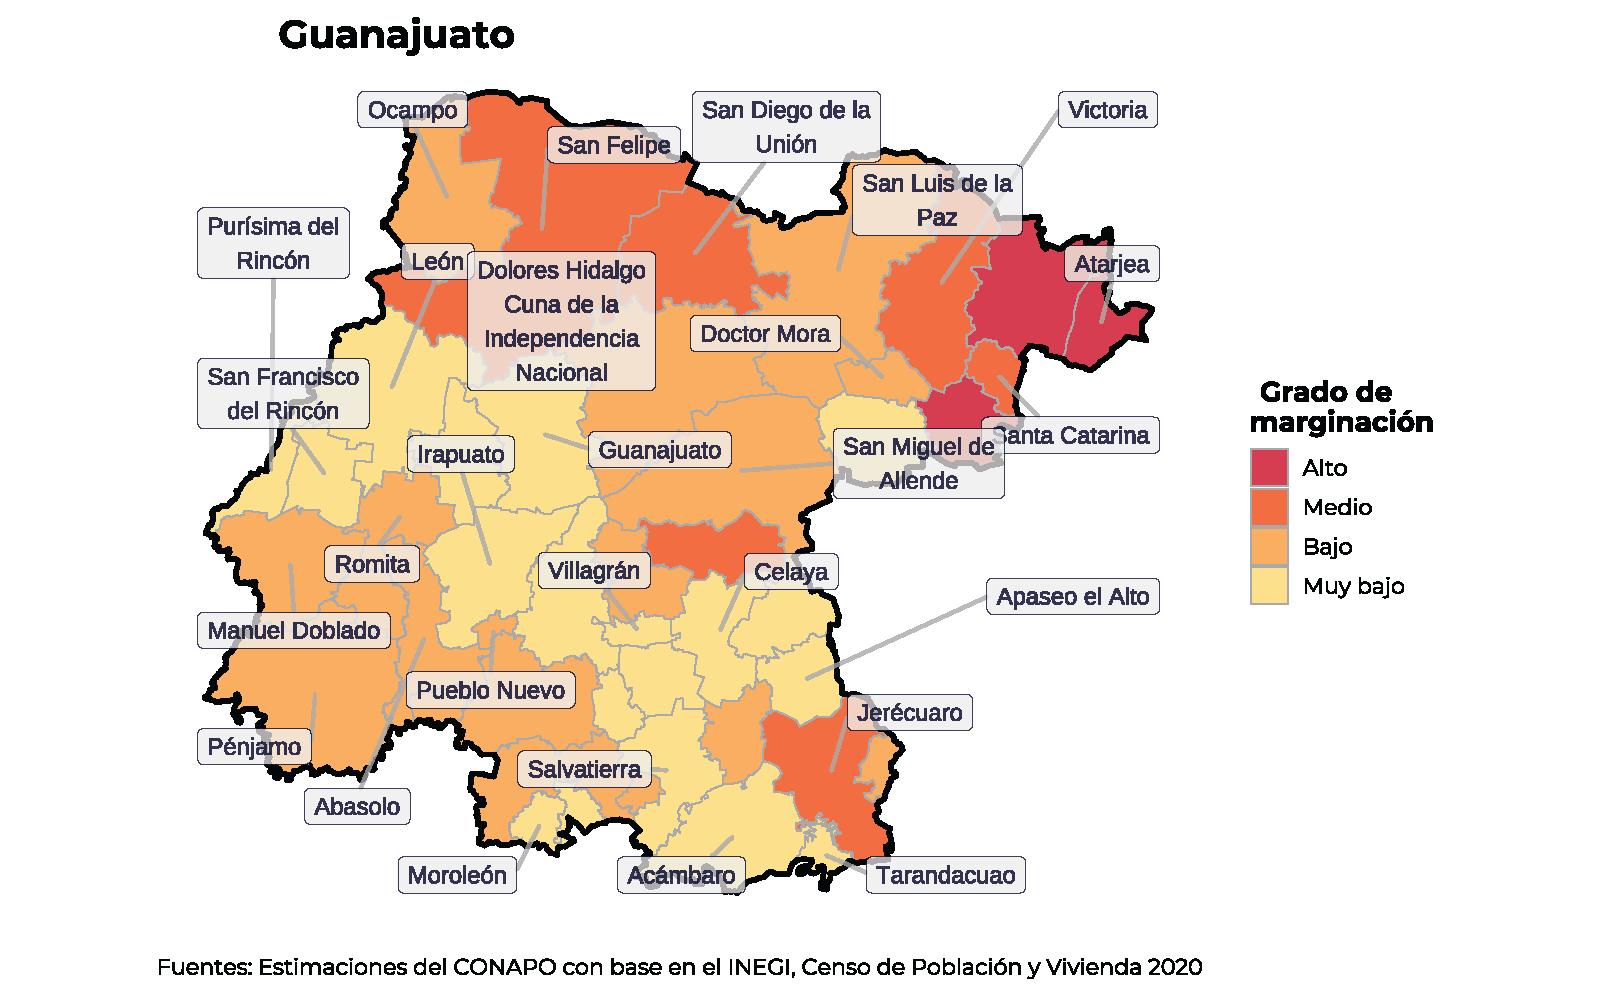 Guanajuato
Ocampo
San Diego de la
Unión
Victoria
San Felipe
San Luis de la
Paz
Purísima del
Rincón
León
Dolores Hidalgo
Cuna de la
Independencia
Nacional
Atarjea
Doctor Mora
San Francisco
del Rincón
Irapuato
Guanajuato
San Miguel de
Allende
Santa Catarina
Romita
Villagrán
Celaya
Apaseo el Alto
Manuel Doblado
Pueblo Nuevo
Jerécuaro
Pénjamo
Salvatierra
Abasolo
Moroleón
Acámbaro
Tarandacuao
Grado de
marginación
Alto
Medio
Bajo
Muy bajo
Fuentes: Estimaciones del CONAPO con base en el INEGI, Censo de Población y Vivienda 2020